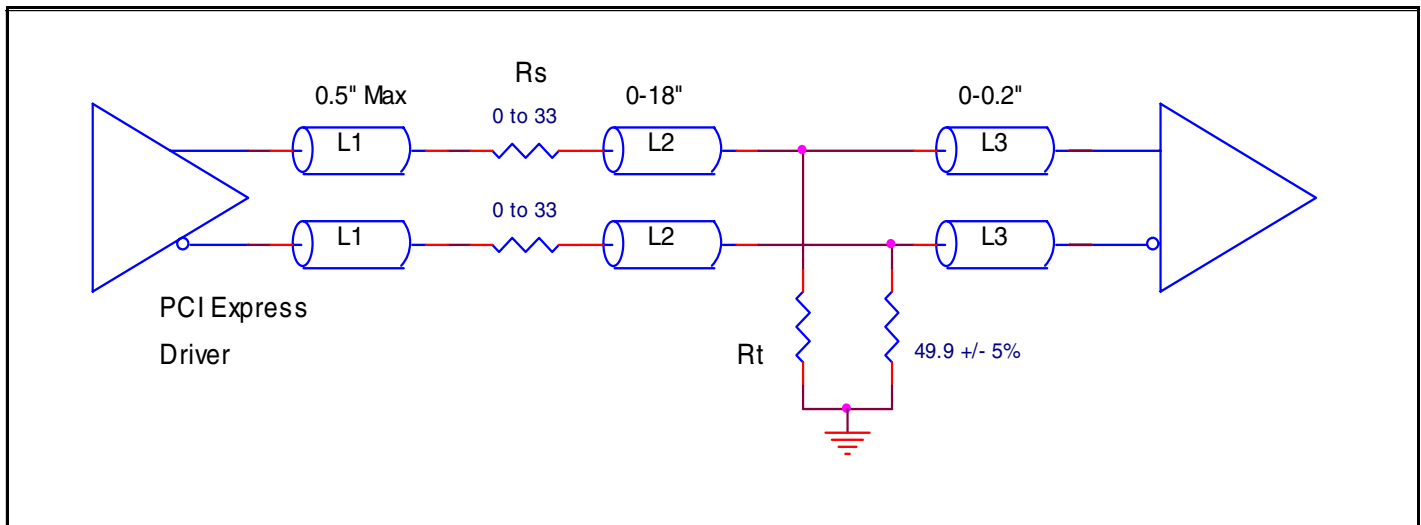 Rs
0.5" Max
0-18"
0-0.2"
0 to 33
L1
L2
L3
0 to 33
L1
L2
L3
PCI Express
Driver
Rt
49.9 +/- 5%